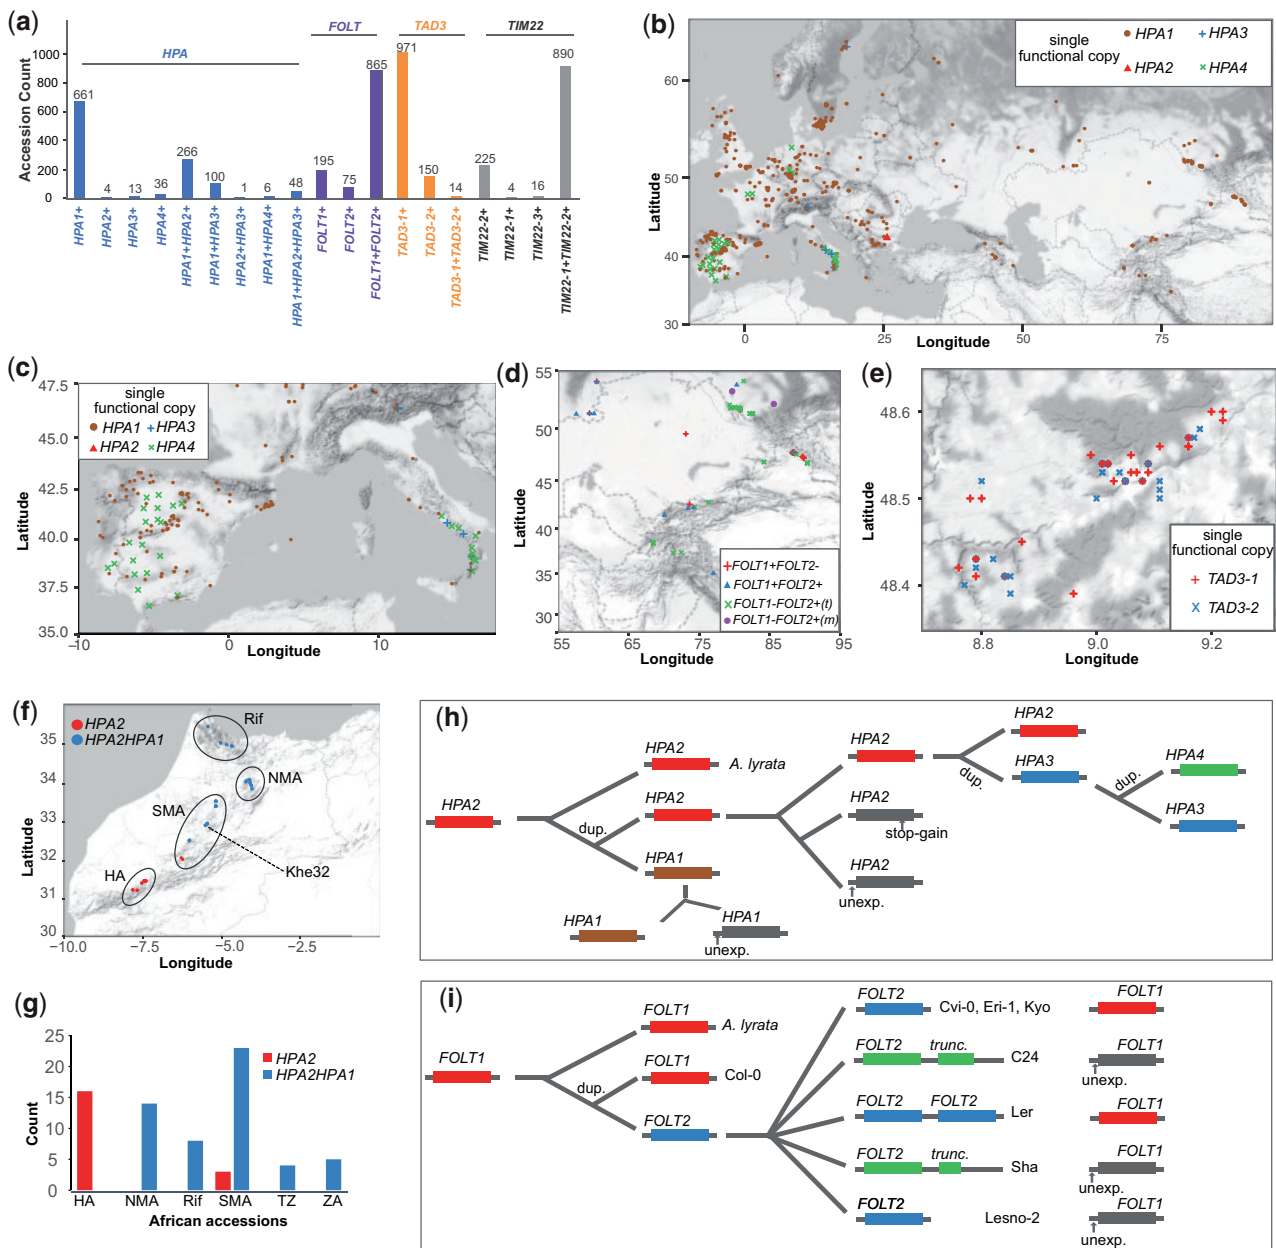 (a)
HPA
FOLT
TAD3
TIM22
Accession Count
1000
800
600
400
200
0
661
4
13
36
266
100
1
6
48
195
75
865
971
150
14
225
4
16
890
HPA1+
HPA2+
HPA3+
HPA4+
HPA1+HPA2+
HPA1+HPA3+
HPA2+HPA3+
HPA1+HPA4+
HPA1+HPA2+HPA3+
FOLT1+
FOLT2+
FOLT1+FOLT2+
TAD3-1+
TAD3-2+
TAD3-1+TAD3-2+
TIM22-2+
TIM22-1+
TIM22-3+
TIM22-1+TIM22-2+
(b)
single
functional copy
HPA1
HPA2
HPA3
HPA4
Latitude
60
50
40
30
0
25
50
75
Longitude
(c)
single
functional copy
HPA1
HPA3
HPA2
HPA4
Latitude
47.5
45.0
42.5
40.0
37.5
35.0
−10
0
10
Longitude
(d)
Latitude
55
50
45
40
35
30
55
65
75
85
95
Longitude
FOLT1+FOLT2-
FOLT1+FOLT2+
FOLT1-FOLT2+(t)
FOLT1-FOLT2+(m)
(e)
Latitude
48.6
48.5
48.4
8.8
9.0
9.2
Longitude
single
functional copy
TAD3-1
TAD3-2
(f)
HPA2
HPA2HPA1
Rif
NMA
SMA
HA
Khe32
Latitude
35
34
33
32
31
30
−10.0
−7.5
−5.0
−2.5
Longitude
(g)
HPA2
HPA2HPA1
Count
25
20
15
10
5
0
HA
NMA
Rif
SMA
TZ
ZA
African accessions
(h)
HPA2
HPA2
A. lyrata
dup.
HPA2
HPA1
HPA1
HPA1
unexp.
HPA2
HPA2
stop-gain
HPA2
unexp.
dup.
HPA2
HPA3
dup.
HPA4
HPA3
(i)
FOLT1
FOLT1
A. lyrata
dup.
FOLT1
Col-0
FOLT2
FOLT2
Cvi-0, Eri-1, Kyo
FOLT1
FOLT2
trunc.
C24
FOLT1
unexp.
FOLT2
FOLT2
Ler
FOLT1
FOLT2
trunc.
Sha
FOLT1
unexp.
FOLT2
Lesno-2
FOLT1
unexp.